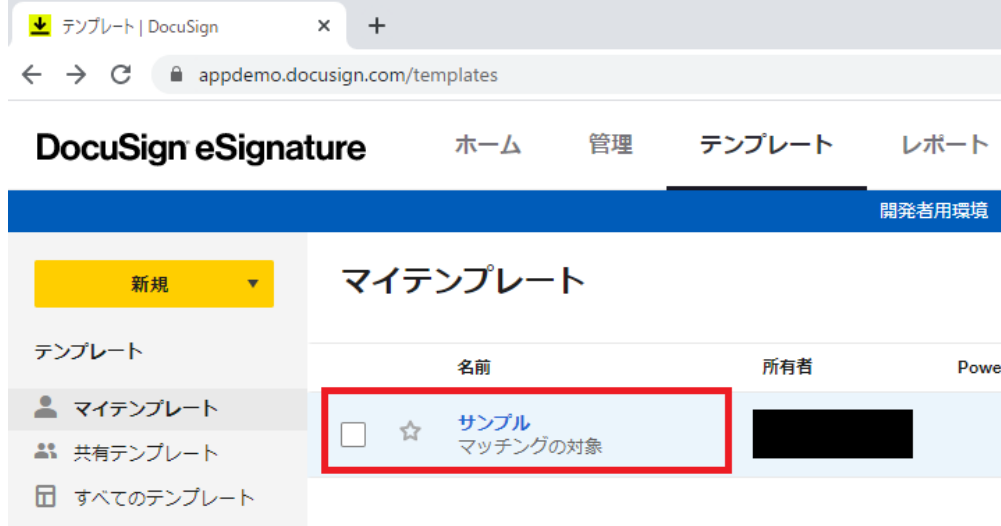 テンプレート | DocuSign
appdemo.docusign.com/templates
DocuSign eSignature ホーム 管理 テンプレート レポート
開発者用環境
新規
マイテンプレート
テンプレート
名前 所有者 Powe
マイテンプレート
サンプル
マッチングの対象
共有テンプレート
すべてのテンプレート